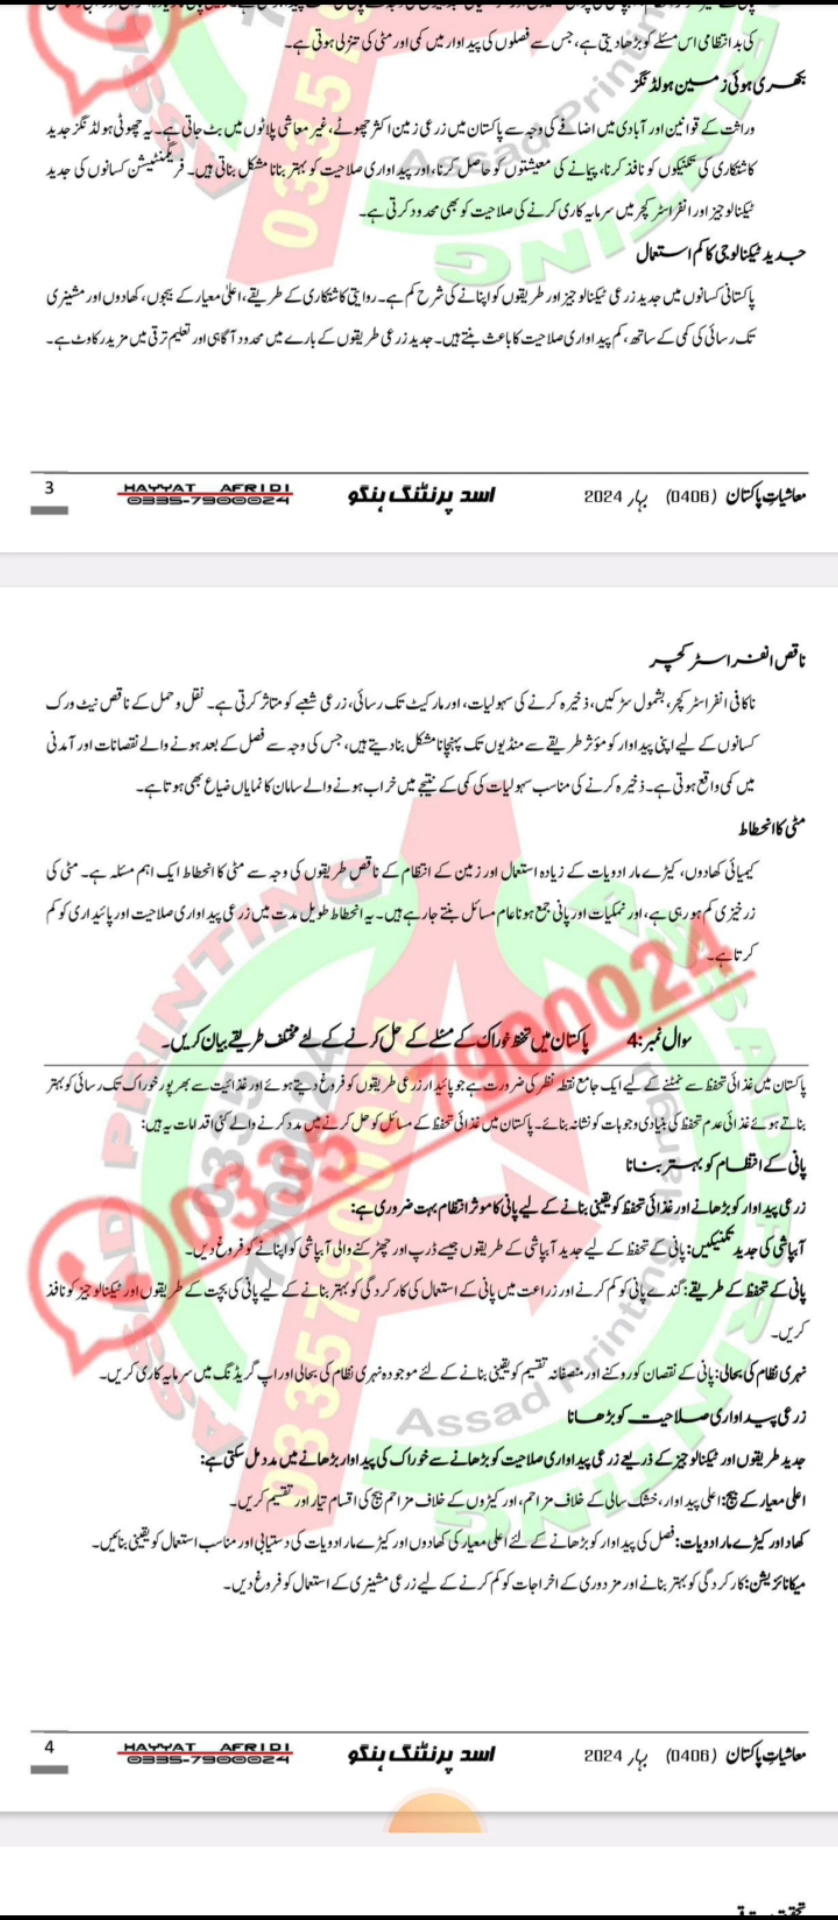 کی بد انتظامی اس مسئلے کو بڑھا دیتی ہے، جس سے فصلوں کی پیداوار میں کمی اور مٹی کی تنزلی ہوتی ہے۔
بکھری ہوئی زمین ہولڈنگز
وراثت کے قوانین اور آبادی میں اضافے کی وجہ سے پاکستان میں زرعی زمین اکثر چھوٹے، غیر معاشی پلاٹوں میں بٹ جاتی ہے۔ یہ چھوٹی ہولڈنگز جدید
کاشتکاری کی تکنیکوں کو نافذ کرنا، پیمانے کی معیشتوں کو حاصل کرنا، اور پیداواری صلاحیت کو بہتر بنانا مشکل بناتی ہیں۔ فریگمنٹیشن کسانوں کی جدید
ٹیکنالوجیز اور انفراسٹرکچر میں سرمایہ کاری کرنے کی صلاحیت کو بھی محدود کرتی ہے۔
جدید ٹیکنالوجی کا کم استعمال
پاکستانی کسانوں میں جدید زرعی ٹیکنالوجیز اور طریقوں کو اپنانے کی شرح کم ہے۔ روایتی کاشتکاری کے طریقے، اعلیٰ معیار کے بیجوں، کھادوں اور مشینری
تک رسائی کی کمی کے ساتھ، کم پیداواری صلاحیت کا باعث بنتے ہیں۔ جدید زرعی طریقوں کے بارے میں محدود آگاہی اور تعلیم ترقی میں مزید رکاوٹ ہے۔
معاشیاتِ پاکستان (0406) بہار 2024 اسد پرنٹنگ ہنگو HAYYAT AFRIDI 0335-7900024 3
ناقص انفراسٹرکچر
ناکافی انفراسٹرکچر، بشمول سڑکیں، ذخیرہ کرنے کی سہولیات، اور مارکیٹ تک رسائی، زرعی شعبے کو متاثر کرتی ہے۔ نقل و حمل کے ناقص نیٹ ورک
کسانوں کے لیے اپنی پیداوار کو مؤثر طریقے سے منڈیوں تک پہنچانا مشکل بنا دیتے ہیں، جس کی وجہ سے فصل کے بعد ہونے والے نقصانات اور آمدنی
میں کمی واقع ہوتی ہے۔ ذخیرہ کرنے کی مناسب سہولیات کی کمی کے نتیجے میں خراب ہونے والے سامان کا نمایاں ضیاع بھی ہوتا ہے۔
مٹی کا انحطاط
کیمیائی کھادوں، کیڑے مار ادویات کے زیادہ استعمال اور زمین کے انتظام کے ناقص طریقوں کی وجہ سے مٹی کا انحطاط ایک اہم مسئلہ ہے۔ مٹی کی
زرخیزی کم ہو رہی ہے، اور نمکیات اور پانی جمع ہونا عام مسائل بنتے جا رہے ہیں۔ یہ انحطاط طویل مدت میں زرعی پیداواری صلاحیت اور پائیداری کو کم
کرتا ہے۔
سوال نمبر:4 پاکستان میں تحفظ خوراک کے مسئلے کے حل کرنے کے لئے مختلف طریقے بیان کریں۔
پاکستان میں غذائی تحفظ سے نمٹنے کے لیے ایک جامع نقطہ نظر کی ضرورت ہے جو پائیدار زرعی طریقوں کو فروغ دیتے ہوئے اور غذائیت سے بھرپور خوراک تک رسائی کو بہتر
بناتے ہوئے غذائی عدم تحفظ کی بنیادی وجوہات کو نشانہ بنائے۔ پاکستان میں غذائی تحفظ کے مسائل کو حل کرنے میں مدد کرنے والے کئی اقدامات یہ ہیں:
پانی کے انتظام کو بہتر بنانا
زرعی پیداوار کو بڑھانے اور غذائی تحفظ کو یقینی بنانے کے لیے پانی کا موثر انتظام بہت ضروری ہے:
آبپاشی کی جدید تکنیکیں: پانی کے تحفظ کے لیے جدید آبپاشی کے طریقوں جیسے ڈرپ اور چھڑکنے والی آبپاشی کو اپنانے کو فروغ دیں۔
پانی کے تحفظ کے طریقے: گندے پانی کو کم کرنے اور زراعت میں پانی کے استعمال کی کارکردگی کو بہتر بنانے کے لیے پانی کی بچت کے طریقوں اور ٹیکنالوجیز کو نافذ
کریں۔
نہری نظام کی بحالی: پانی کے نقصان کو روکنے اور منصفانہ تقسیم کو یقینی بنانے کے لئے موجودہ نہری نظام کی بحالی اور اپ گریڈنگ میں سرمایہ کاری کریں۔
زرعی پیداواری صلاحیت کو بڑھانا
جدید طریقوں اور ٹیکنالوجیز کے ذریعے زرعی پیداواری صلاحیت کو بڑھانے سے خوراک کی پیداوار بڑھانے میں مدد مل سکتی ہے:
اعلی معیار کے بیج: اعلی پیداوار، خشک سالی کے خلاف مزاحم، اور کیڑوں کے خلاف مزاحم بیج کی اقسام تیار اور تقسیم کریں۔
کھاد اور کیڑے مار ادویات: فصل کی پیداوار کو بڑھانے کے لئے اعلی معیار کی کھادوں اور کیڑے مار ادویات کی دستیابی اور مناسب استعمال کو یقینی بنائیں۔
میکانائزیشن: کارکردگی کو بہتر بنانے اور مزدوری کے اخراجات کو کم کرنے کے لیے زرعی مشینری کے استعمال کو فروغ دیں۔
معاشیاتِ پاکستان (0406) بہار 2024 اسد پرنٹنگ ہنگو HAYYAT AFRIDI 0335-7900024 4